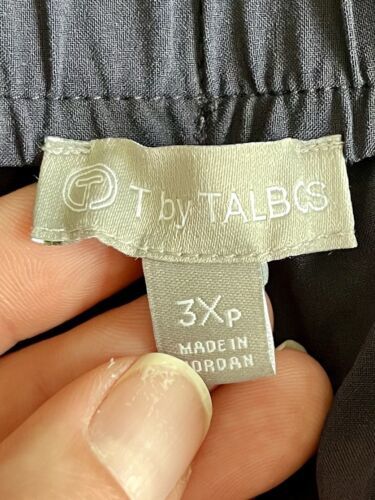 T T by TALBOTS
3Xp
MADE IN
JORDAN